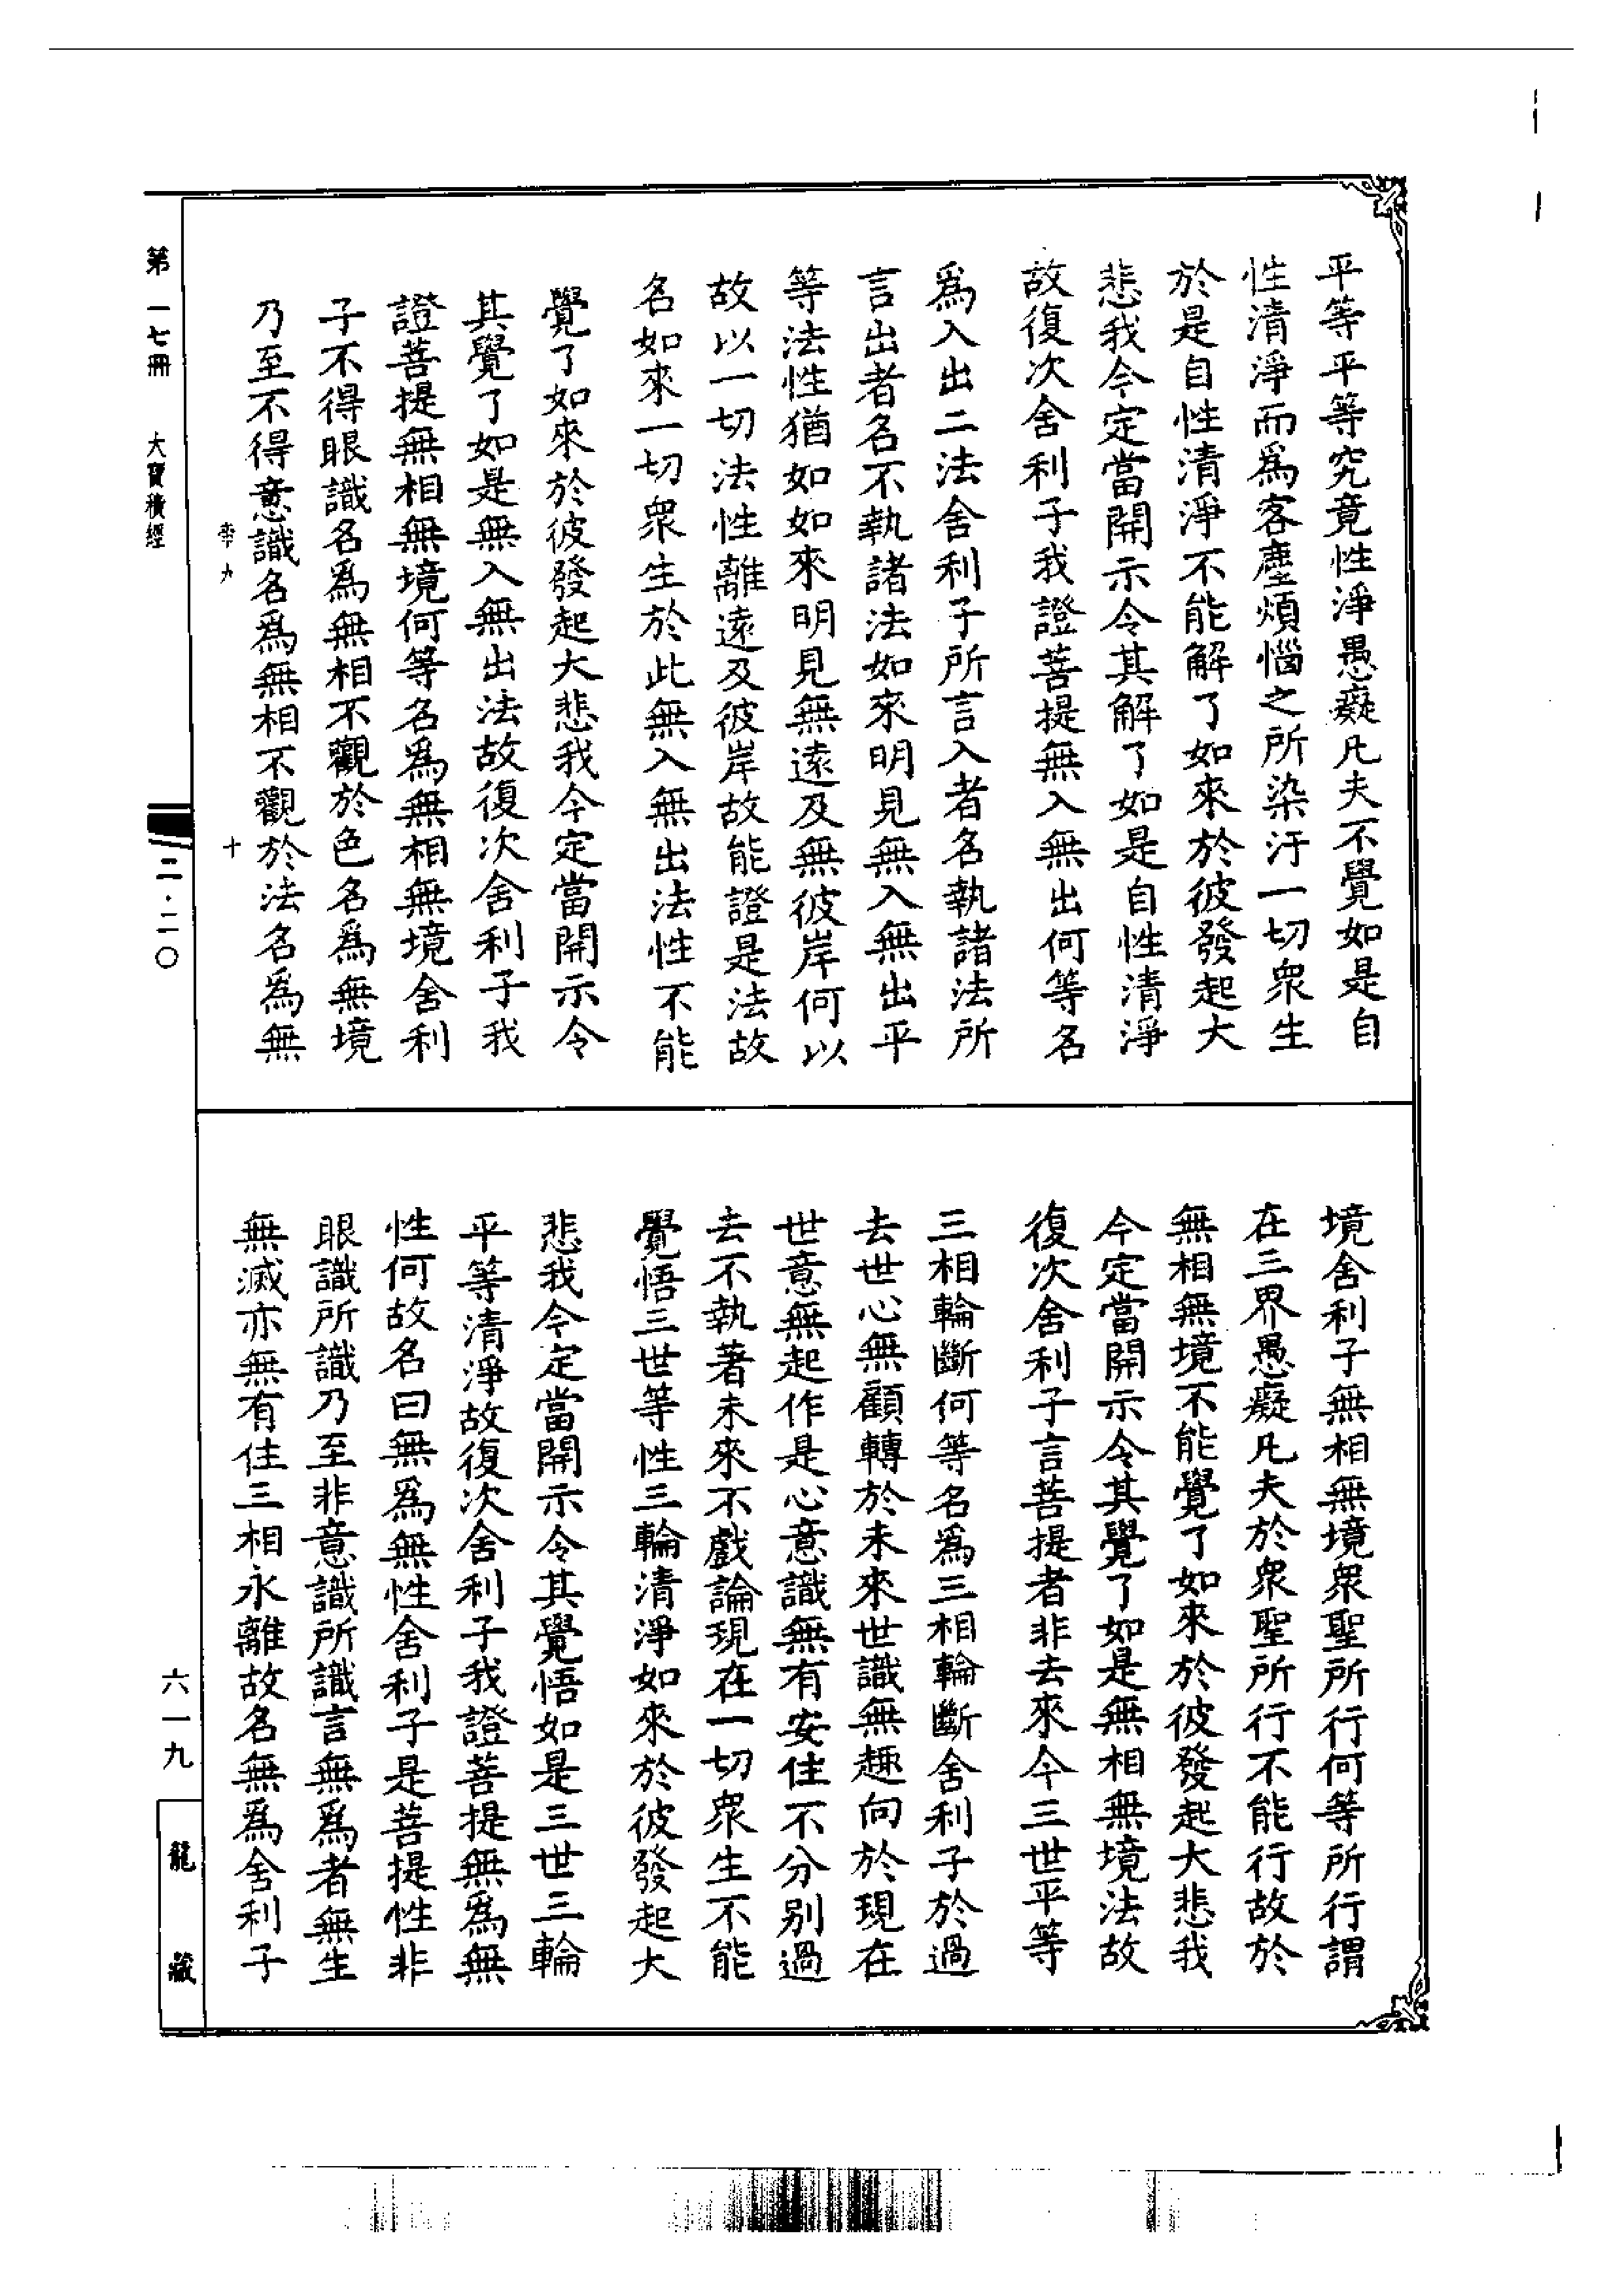 平等平等究竟性淨愚癡凡夫不覺如是自
性清淨而爲客塵煩惱之所染汙一切衆生
於是自性清淨不能解了如來於彼發起大
悲我今定當開示令其解了如是自性清淨
故復次舍利子我證菩提無入無出何等名
爲入出二法舍利子所言入者名執諸法所
言出者名不執諸法如來明見無入無出平
等法性猶如如來明見無遠及無彼岸何以
故以一切法性離遠及彼岸故能證是法故
名如來一切衆生於此無入無出法性不能
覺了如來於彼發起大悲我今定當開示令
其覺了如是無入無出法故復次舍利子我
證菩提無相無境何等名爲無相無境舍利
子不得眼識名爲無相不觀於色名爲無境
乃至不得意識名爲無相不觀於法名爲無
帝九
十
境舍利子無相無境衆聖所行何等所行謂
在三界愚癡凡夫於衆聖所行不能行故於
無相無境不能覺了如來於彼發起大悲我
今定當開示令其覺了如是無相無境法故
復次舍利子言菩提者非去來今三世平等
三相輪斷何等名爲三相輪斷舍利子於過
去世心無顧轉於未來世識無趣向於現在
世意無起作是心意識無有安住不分別過
去不執著未來不戲論現在一切衆生不能
覺悟三世等性三輪清淨如來於彼發起大
悲我今定當開示令其覺悟如是三世三輪
平等清淨故復次舍利子我證菩提無爲無
性何故名曰無爲無性舍利子是菩提性非
眼識所識乃至非意識所識言無爲者無生
無滅亦無有住三相永離故名無爲舍利子
第一七冊
大寶積經
二·二〇
六一九
龍藏